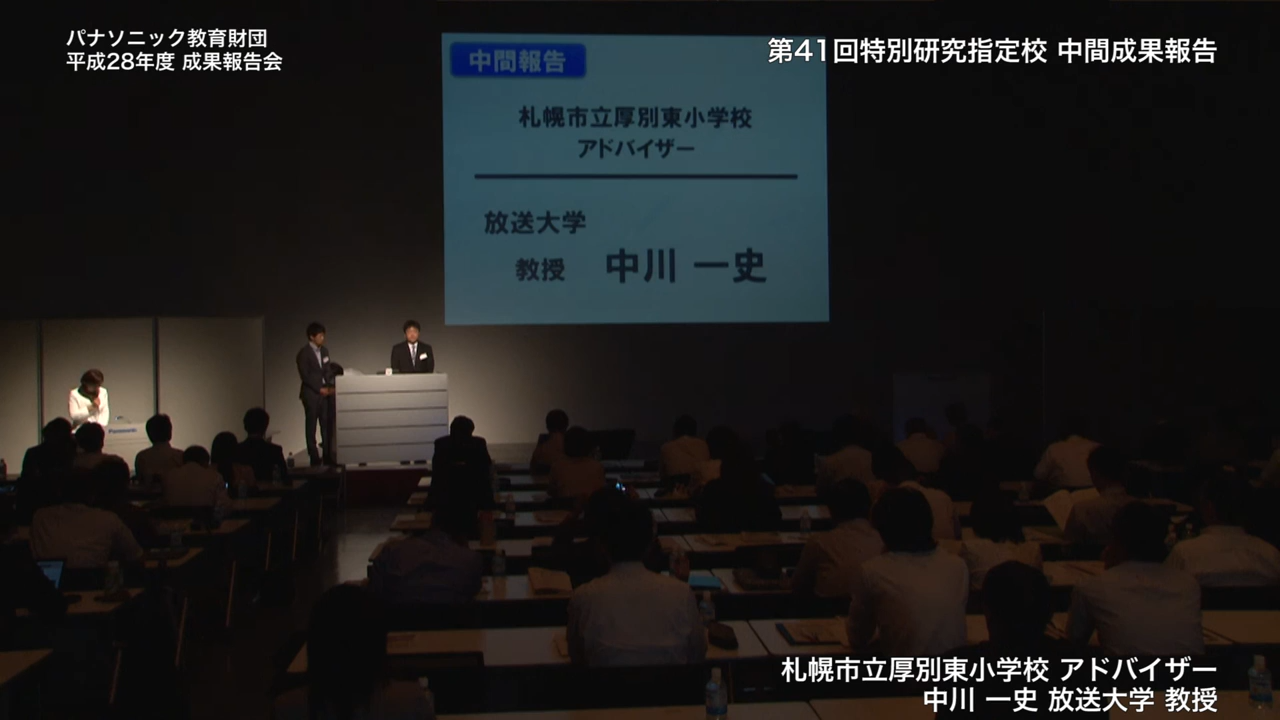 パナソニック教育財団
平成28年度 成果報告会
第41回特別研究指定校 中間成果報告
中間報告
札幌市立厚別東小学校
アドバイザー
放送大学
教授 中川 一史
Panasonic
札幌市立厚別東小学校 アドバイザー
中川 一史 放送大学 教授